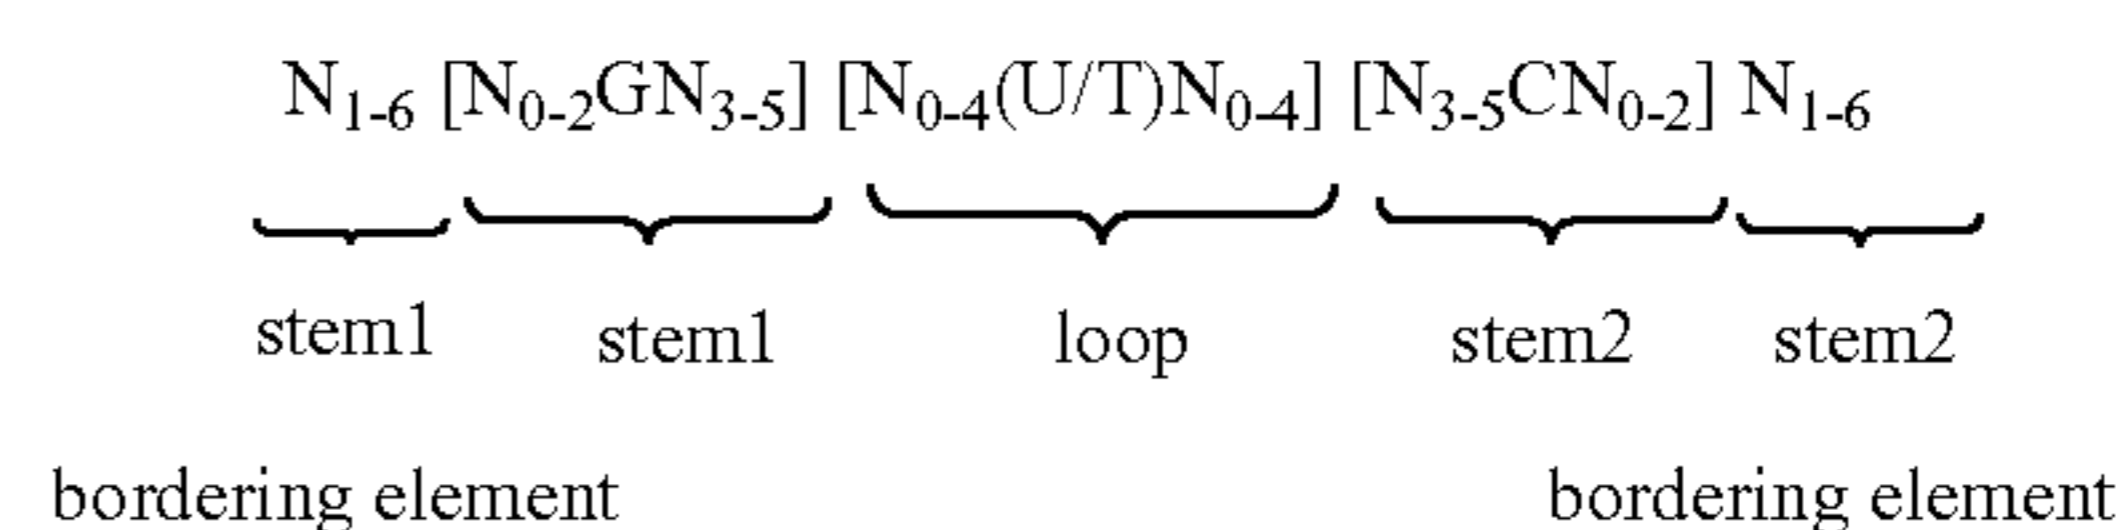 N₁₋₆ [N₀₋₂GN₃₋₅] [N₀₋₄(U/T)N₀₋₄] [N₃₋₅CN₀₋₂] N₁₋₆
stem1 stem1 loop stem2 stem2
bordering element bordering element